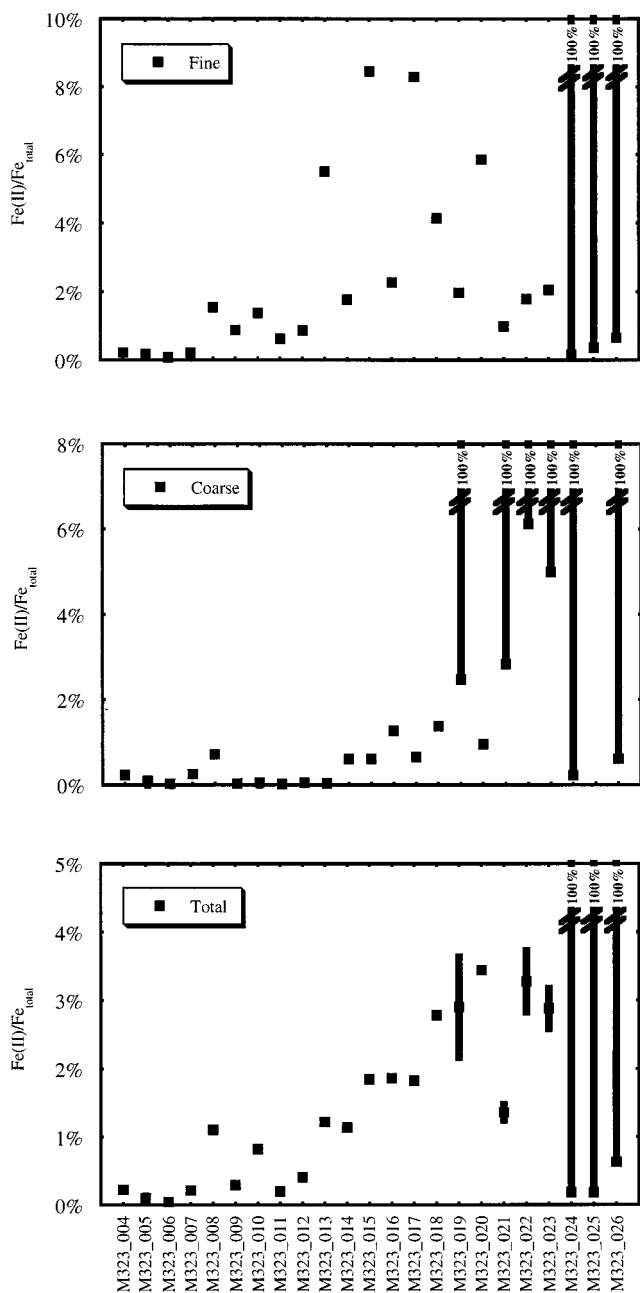 10%
8%
6%
4%
2%
0%
Fe(II)/Fe_total
Fine
100%
100%
100%
8%
6%
4%
2%
0%
Fe(II)/Fe_total
Coarse
100%
100%
100%
100%
100%
100%
5%
4%
3%
2%
1%
0%
Fe(II)/Fe_total
Total
100%
100%
100%
M323_004
M323_005
M323_006
M323_007
M323_008
M323_009
M323_010
M323_011
M323_012
M323_013
M323_014
M323_015
M323_016
M323_017
M323_018
M323_019
M323_020
M323_021
M323_022
M323_023
M323_024
M323_025
M323_026